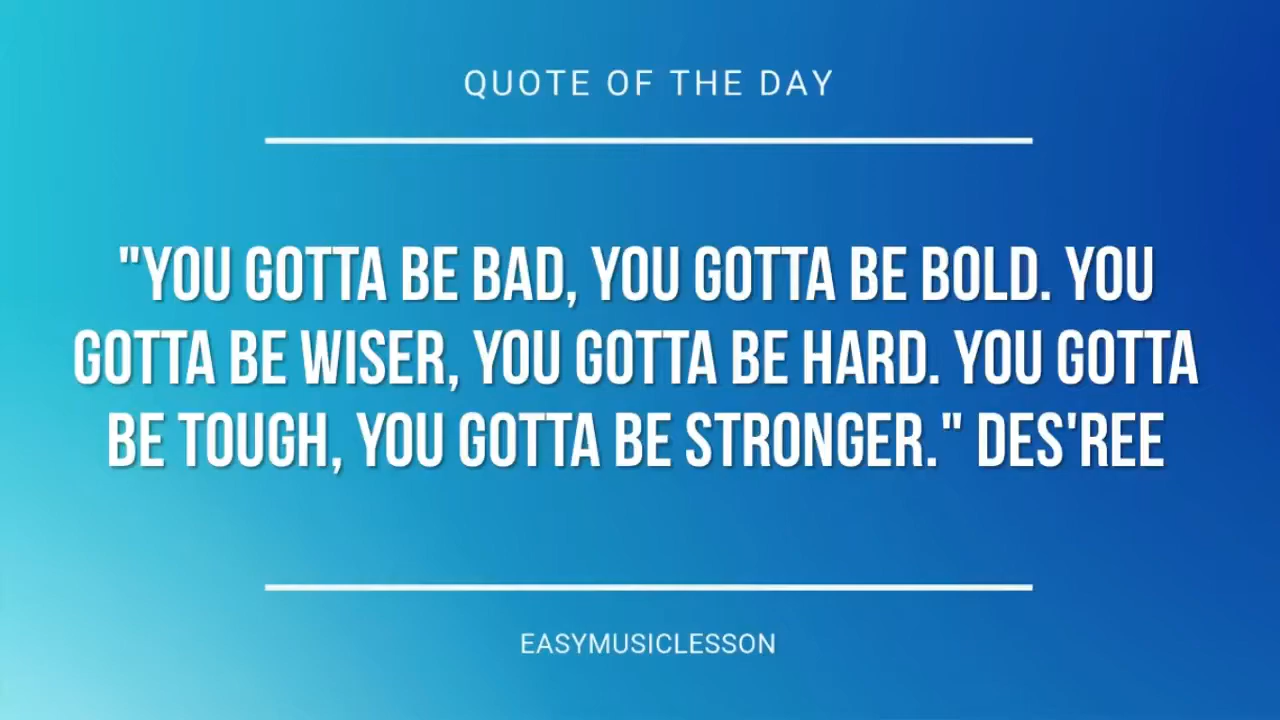 QUOTE OF THE DAY
"YOU GOTTA BE BAD, YOU GOTTA BE BOLD. YOU
GOTTA BE WISER, YOU GOTTA BE HARD. YOU GOTTA
BE TOUGH, YOU GOTTA BE STRONGER." DES'REE
EASYMUSICLESSON